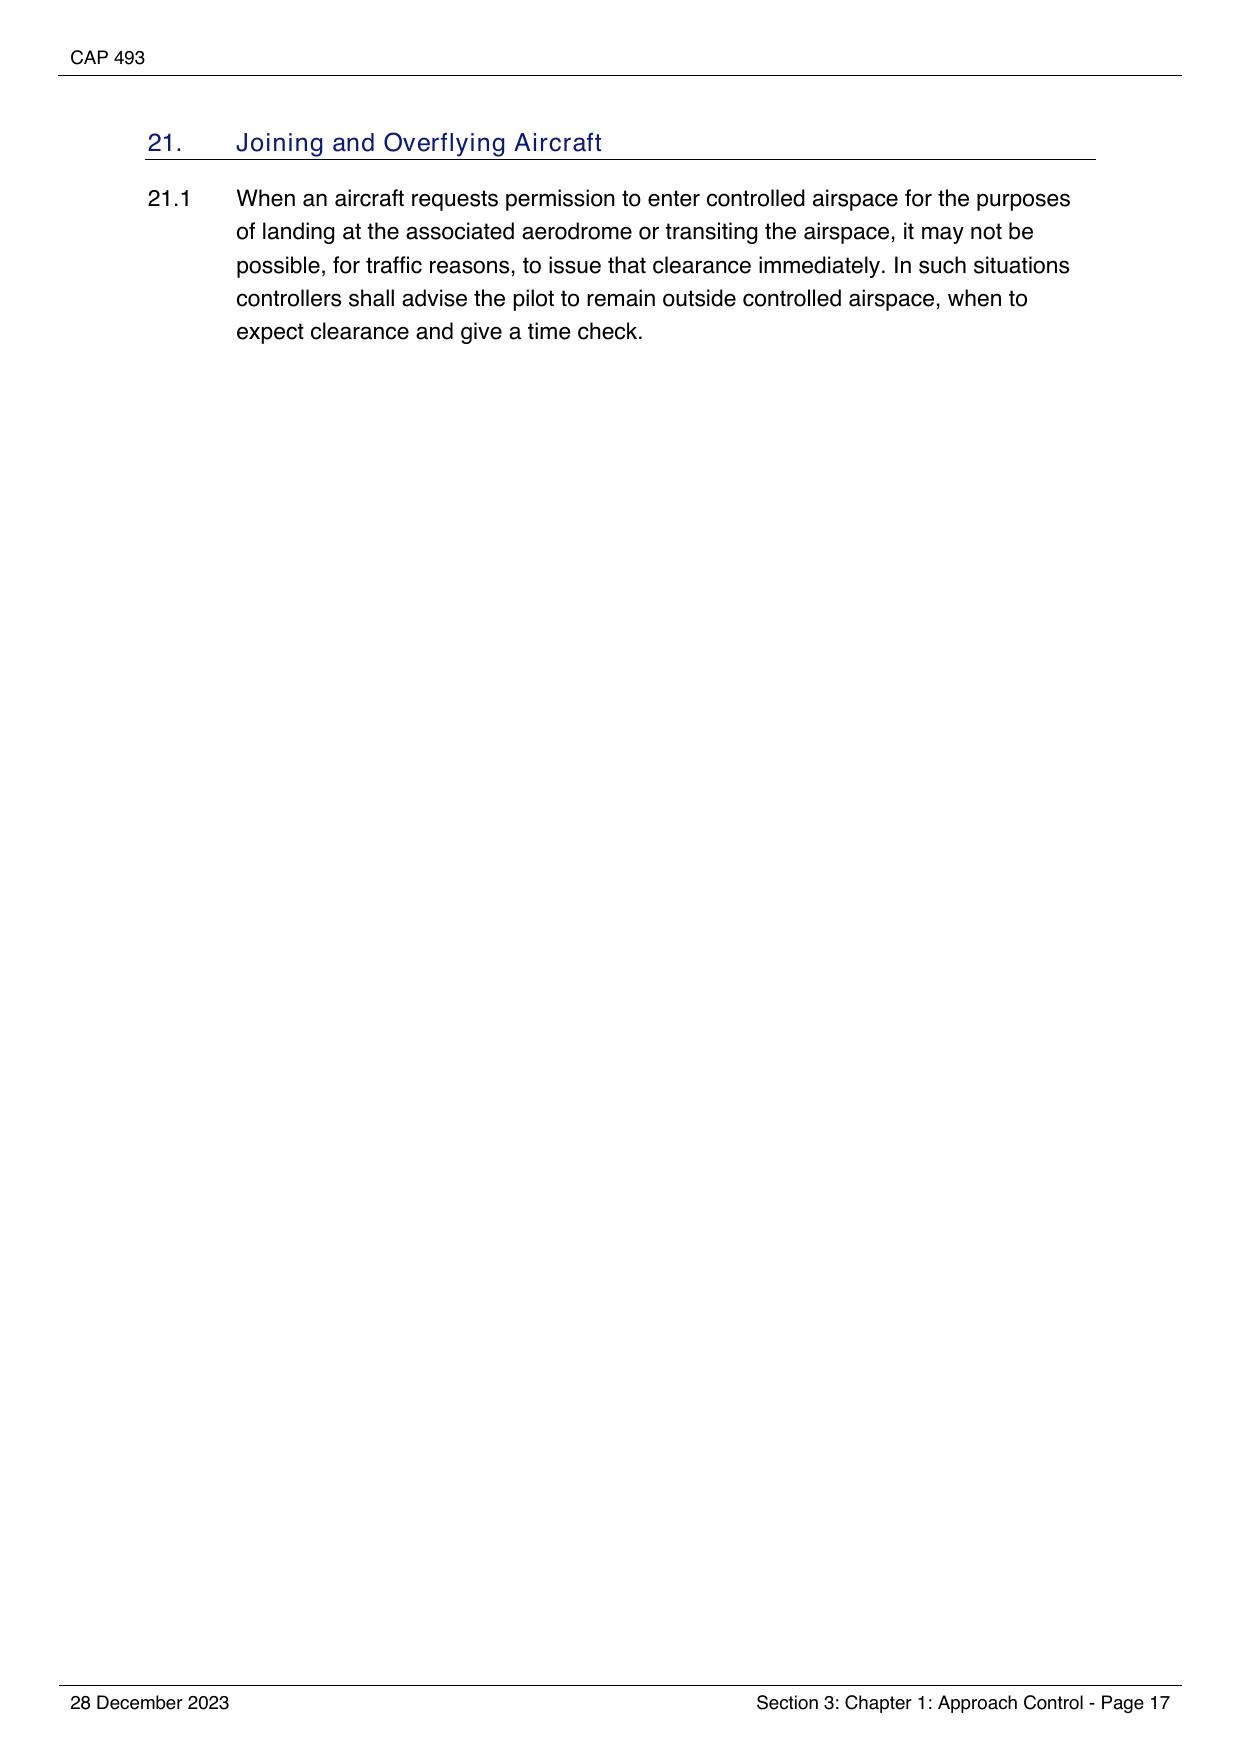 CAP 493
21. Joining and Overflying Aircraft
21.1 When an aircraft requests permission to enter controlled airspace for the purposes
of landing at the associated aerodrome or transiting the airspace, it may not be
possible, for traffic reasons, to issue that clearance immediately. In such situations
controllers shall advise the pilot to remain outside controlled airspace, when to
expect clearance and give a time check.
28 December 2023 Section 3: Chapter 1: Approach Control - Page 17